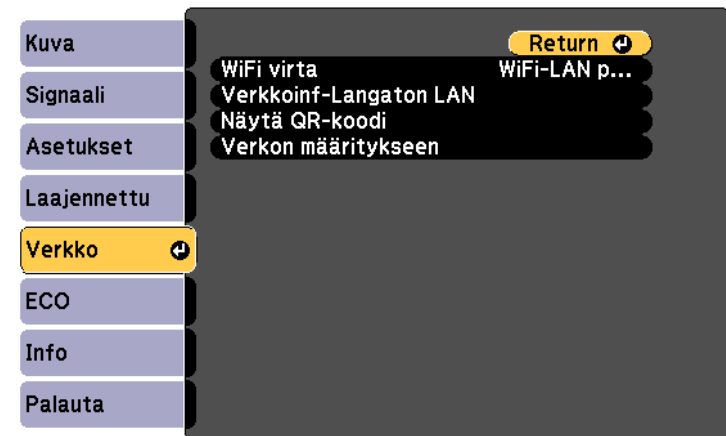 Kuva
Signaali
Asetukset
Laajennettu
Verkko
ECO
Info
Palauta
Return
WiFi virta WiFi-LAN p...
Verkkoinf-Langaton LAN
Näytä QR-koodi
Verkon määritykseen